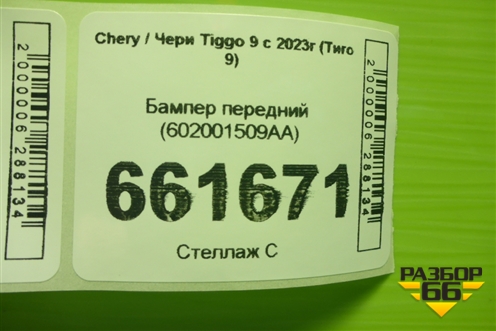 Chery / Чери Tiggo 9 с 2023г (Тиго
9)
Бампер передний
(602001509AA)
661671
Стеллаж С
2000006288134
2000006288134
РАЗБОР
66